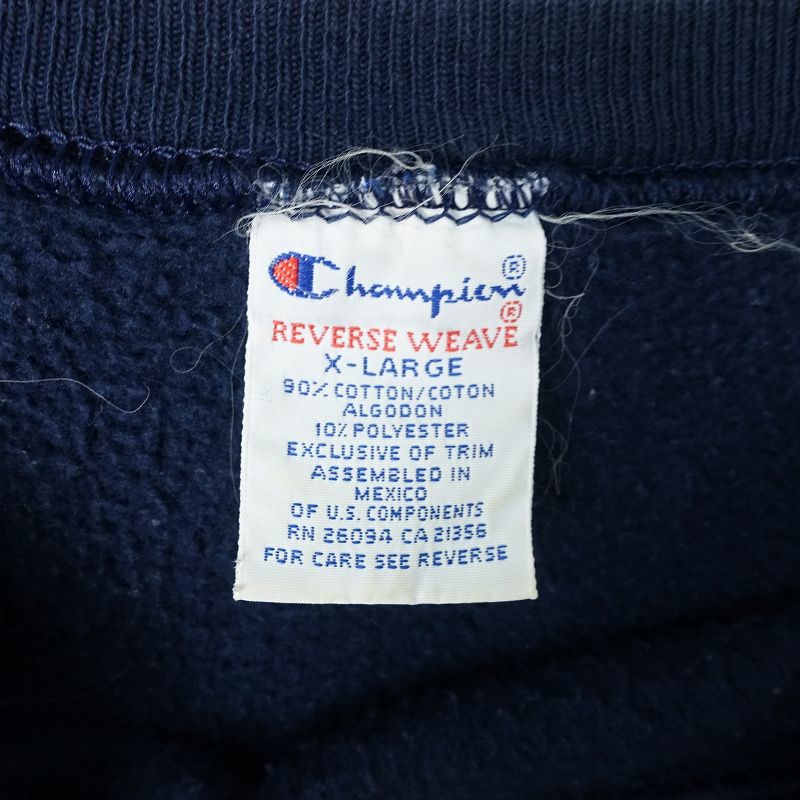 Champion®
REVERSE WEAVE®
X-LARGE
90% COTTON/COTON
ALGODON
10% POLYESTER
EXCLUSIVE OF TRIM
ASSEMBLED IN
MEXICO
OF U.S. COMPONENTS
RN 26094 CA 21356
FOR CARE SEE REVERSE